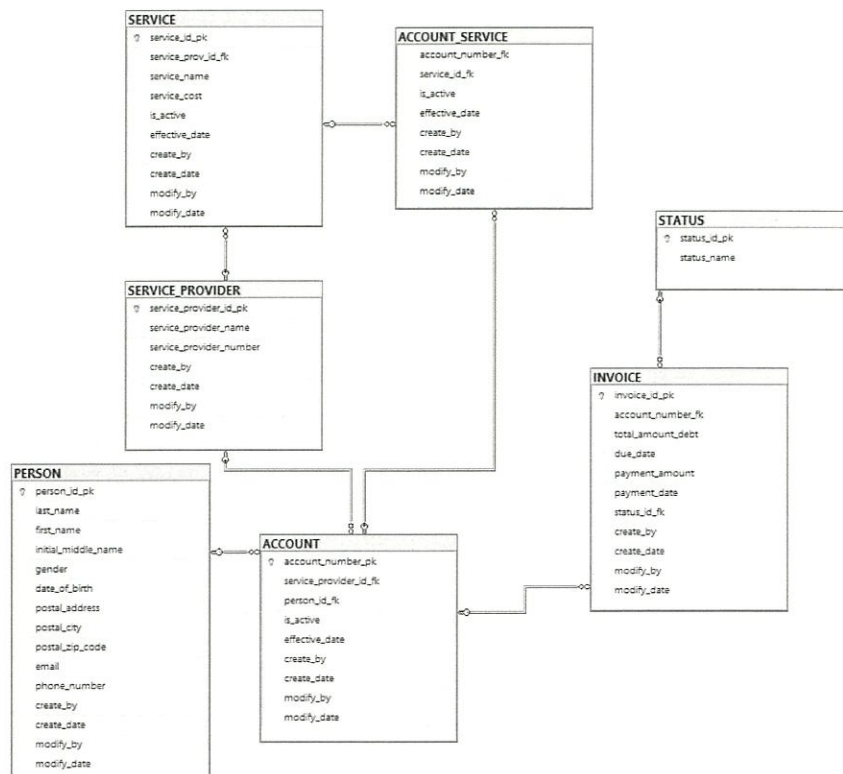 SERVICE
service_id_pk
service_prov_id_fk
service_name
service_cost
is_active
effective_date
create_by
create_date
modify_by
modify_date
ACCOUNT_SERVICE
account_number_fk
service_id_fk
is_active
effective_date
create_by
create_date
modify_by
modify_date
STATUS
status_id_pk
status_name
SERVICE_PROVIDER
service_provider_id_pk
service_provider_name
service_provider_number
create_by
create_date
modify_by
modify_date
INVOICE
invoice_id_pk
account_number_fk
total_amount_debt
due_date
payment_amount
payment_date
status_id_fk
create_by
create_date
modify_by
modify_date
PERSON
person_id_pk
last_name
first_name
initial_middle_name
gender
date_of_birth
postal_address
postal_city
postal_zip_code
email
phone_number
create_by
create_date
modify_by
modify_date
ACCOUNT
account_number_pk
service_provider_id_fk
person_id_fk
is_active
effective_date
create_by
create_date
modify_by
modify_date